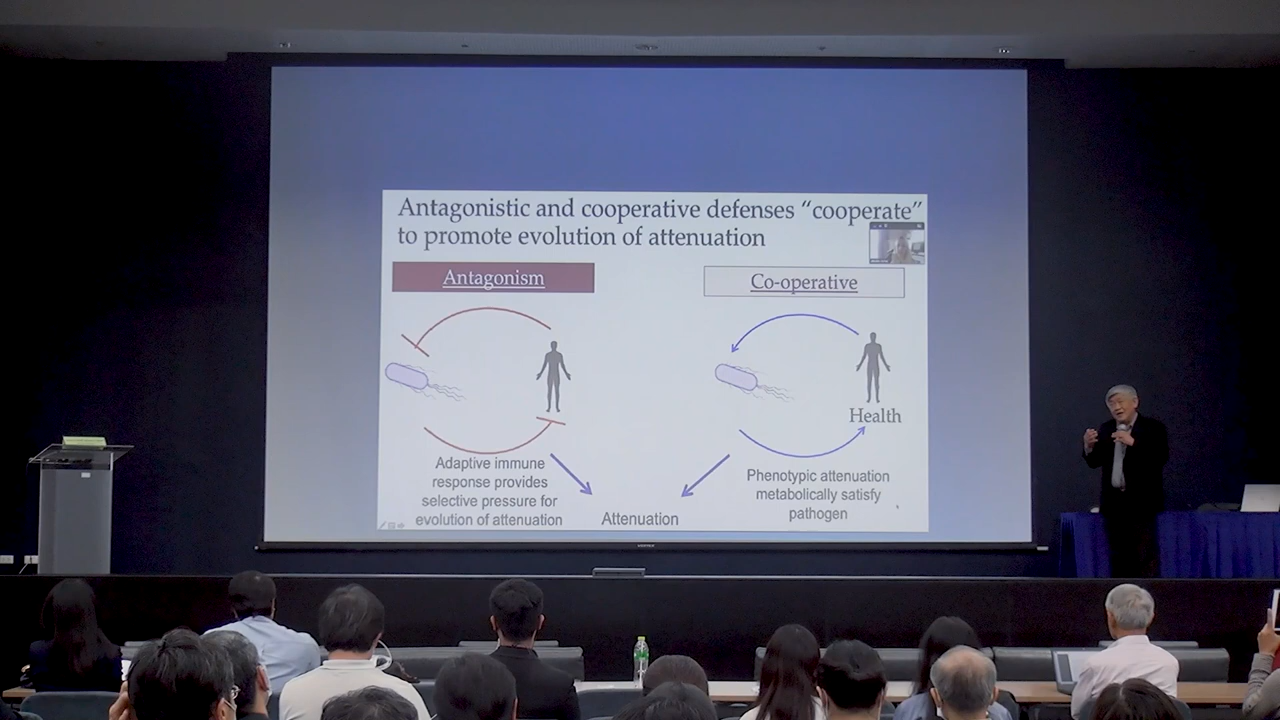 Antagonistic and cooperative defenses “cooperate”
to promote evolution of attenuation
Antagonism
Co-operative
Health
Adaptive immune
response provides
selective pressure for
evolution of attenuation
Attenuation
Phenotypic attenuation
metabolically satisfy
pathogen